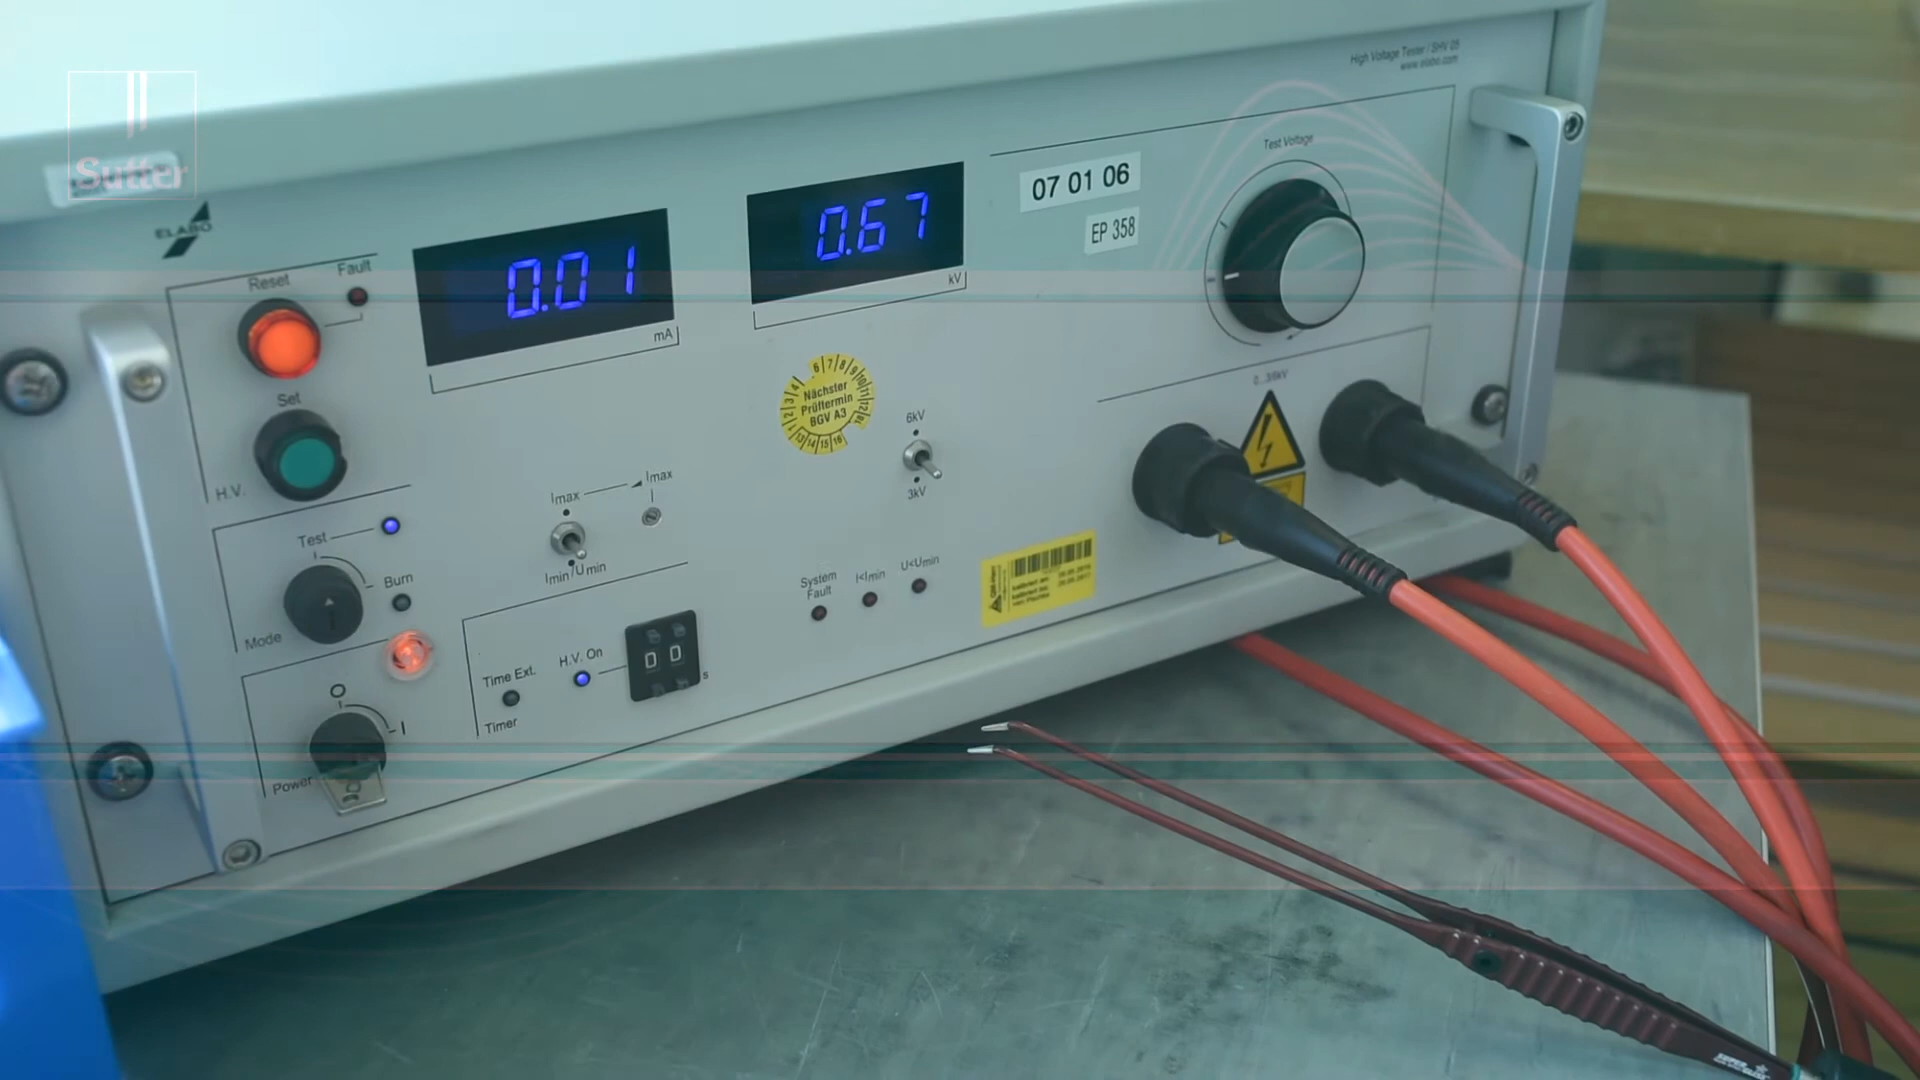 High Voltage Tester / SHV 05
www.elabo.com
Sutter
ELABO
Reset
Fault
0.01
mA
0.67
kV
07 01 06
EP 358
Test Voltage
Set
H.V.
Nächster
Prüftermin
BGV A3
6kV
3kV
0...3/6kV
Imax
Imax
Imin/Umin
Test
Burn
Mode
System
Fault
I<Imin
U<Umin
Time Ext.
H.V. On
00
s
Timer
O
I
Power